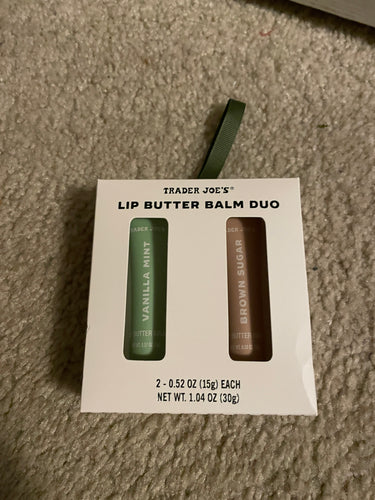 TRADER JOE'S®
LIP BUTTER BALM DUO
VANILLA MINT
BROWN SUGAR
2 - 0.52 OZ (15g) EACH
NET WT. 1.04 OZ (30g)